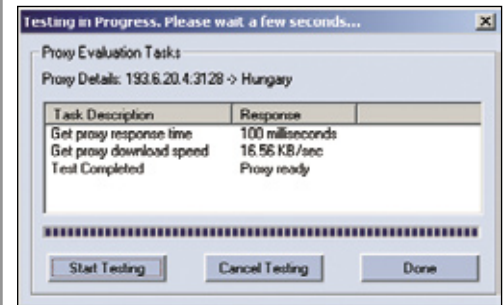 Testing in Progress. Please wait a few seconds...
Proxy Evaluation Tasks
Proxy Details: 193.6.20.4:3128 -> Hungary
Task Description Response
Get proxy response time 100 milliseconds
Get proxy download speed 16.56 KB/sec
Test Completed Proxy ready
Start Testing Cancel Testing Done